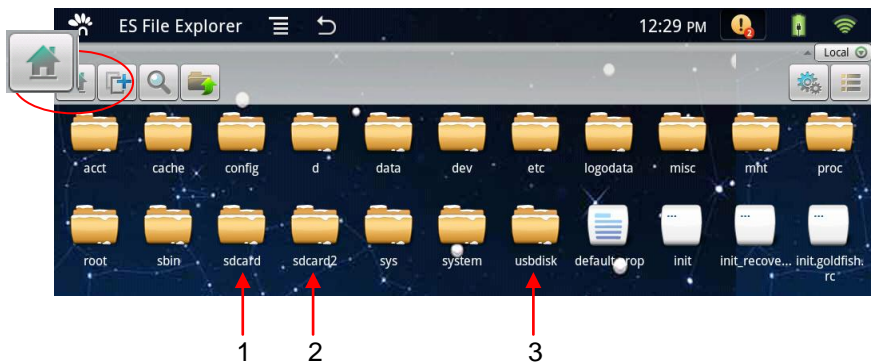 ES File Explorer 12:29 PM 2
Local
acct cache config d data dev etc logodata misc mnt proc
root sbin sdcard sdcard2 sys system usbdisk default.prop init init_recove... init.goldfish.
rc
1 2 3